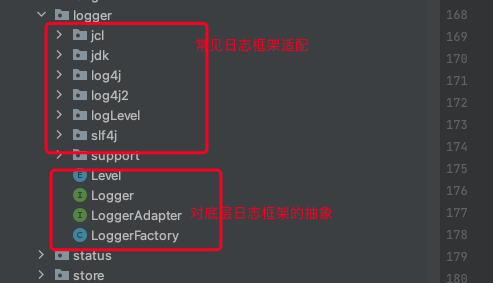 logger
jcl
常见日志框架适配
jdk
log4j
log4j2
logLevel
slf4j
support
E Level
I Logger
I LoggerAdapter
对底层日志框架的抽象
C LoggerFactory
status
store
168
169
170
171
172
173
174
175
176
177
178
179
180